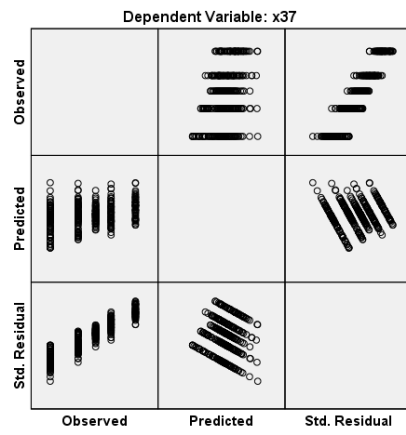 Dependent Variable: x37
Observed
Predicted
Std. Residual
Observed Predicted Std. Residual